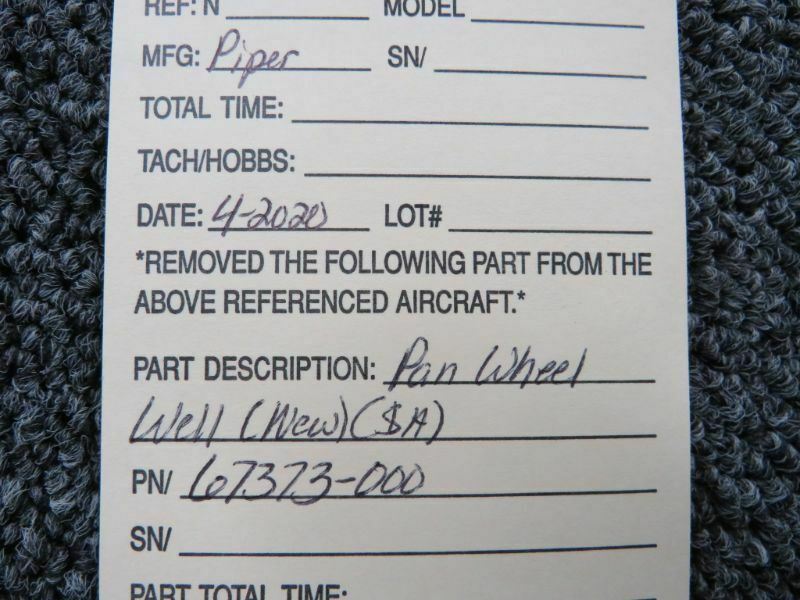 REF: N MODEL
MFG: Piper SN/
TOTAL TIME:
TACH/HOBBS:
DATE: 4-2020 LOT#
*REMOVED THE FOLLOWING PART FROM THE
ABOVE REFERENCED AIRCRAFT.*
PART DESCRIPTION: Pan Wheel
Well (New) (SA)
PN/ 67373-000
SN/
PART TOTAL TIME: